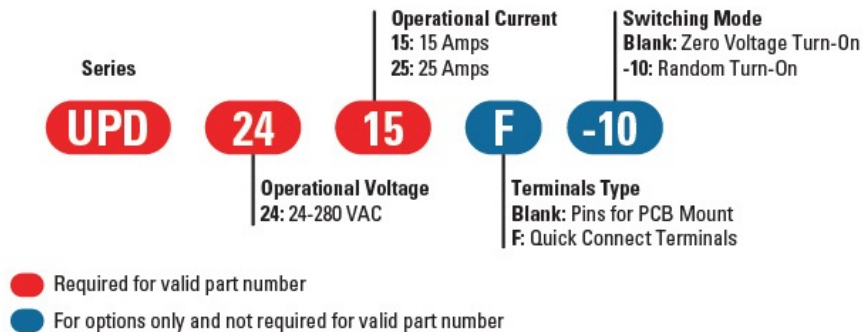 Operational Current
15: 15 Amps
25: 25 Amps
Switching Mode
Blank: Zero Voltage Turn-On
-10: Random Turn-On
Series
UPD 24 15 F -10
Operational Voltage
24: 24-280 VAC
Terminals Type
Blank: Pins for PCB Mount
F: Quick Connect Terminals
Required for valid part number
For options only and not required for valid part number